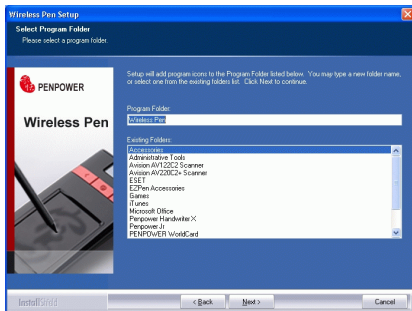 Wireless Pen Setup
Select Program Folder
Please select a program folder.
PENPOWER
Wireless Pen
Setup will add program icons to the Program Folder listed below. You may type a new folder name,
or select one from the existing folders list. Click Next to continue.
Program Folder:
Wireless Pen
Existing Folders:
Accessories
Administrative Tools
Avision AV122C2 Scanner
Avision AV220C2+ Scanner
ESET
EZPen Accessories
Games
iTunes
Microsoft Office
Penpower Handwriter X
Penpower Jr
PENPOWER WorldCard
InstallShield
< Back
Next >
Cancel